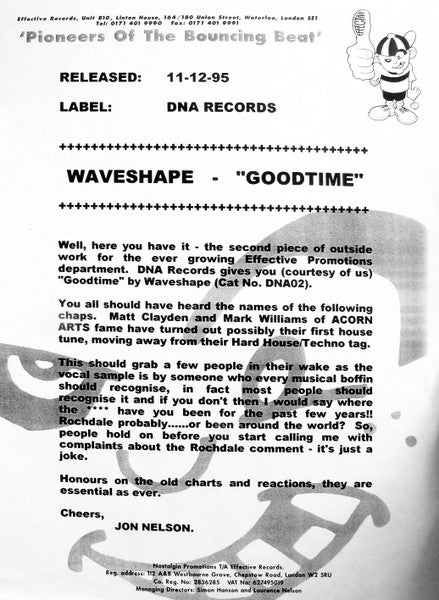 Effective Records, Unit B10, Linton House, 164/180 Union Street, Waterloo, London SE1
Tel: 0171 401 9990 Fax: 0171 401 9991
'Pioneers Of The Bouncing Beat'
RELEASED: 11-12-95
LABEL: DNA RECORDS
++++++++++++++++++++++++++++++++++++++
WAVESHAPE - "GOODTIME"
++++++++++++++++++++++++++++++++++++++
Well, here you have it - the second piece of outside
work for the ever growing Effective Promotions
department. DNA Records gives you (courtesy of us)
"Goodtime" by Waveshape (Cat No. DNA02).
You all should have heard the names of the following
chaps. Matt Clayden and Mark Williams of ACORN
ARTS fame have turned out possibly their first house
tune, moving away from their Hard House/Techno tag.
This should grab a few people in their wake as the
vocal sample is by someone who every musical boffin
should recognise, in fact most people should
recognise it and if you don't then I would say where
the **** have you been for the past few years!!
Rochdale probably......or been around the world? So,
people hold on before you start calling me with
complaints about the Rochdale comment - it's just a
joke.
Honours on the old charts and reactions, they are
essential as ever.
Cheers,
JON NELSON.
Nostalgia Promotions T/A Effective Records.
Reg. address: 112 A&B Westbourne Grove, Chepstow Road, London W2 5RU
Co. Reg. No: 2836285 VAT No: 627495019
Managing Directors: Simon Hanson and Laurence Nelson